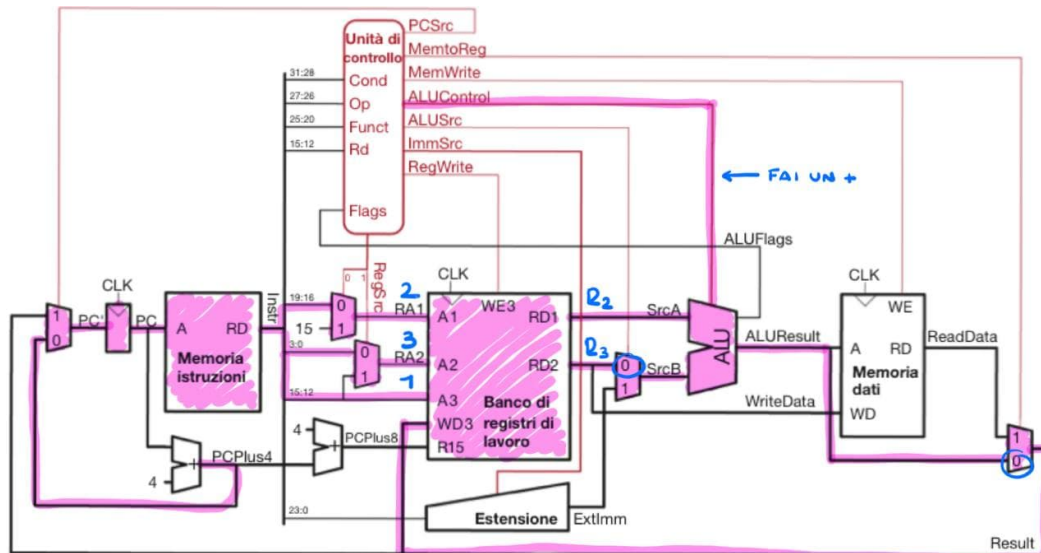 PCSrc
Unità di controllo
MemtoReg
MemWrite
ALUControl
ALUSrc
ImmSrc
RegWrite
31:28
Cond
27:26
Op
25:20
Funct
15:12
Rd
Flags
← FAI UN +
ALUFlags
0 1
RegSrc
CLK
CLK
CLK
1
0
PC'
PC
A
RD
Memoria istruzioni
Instr
19:16
0
15
1
2
RA1
3:0
0
1
3
RA2
1
15:12
A1
WE3
RD1
A2
RD2
A3
WD3
R15
Banco di registri di lavoro
R2
R3
SrcA
0
1
SrcB
ALU
ALUResult
WriteData
WE
A
RD
Memoria dati
WD
ReadData
1
0
4
+
PCPlus4
4
+
PCPlus8
23:0
Estensione
ExtImm
Result